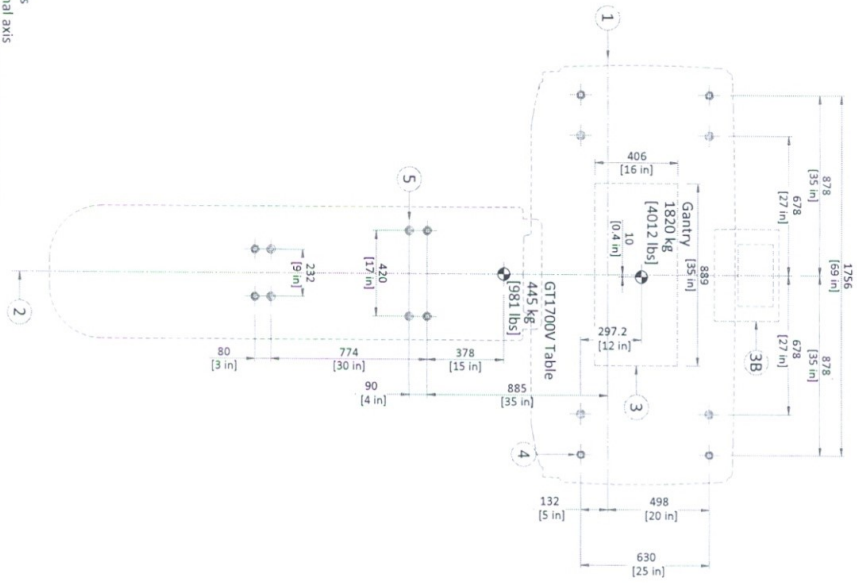 s
nal axis
1
1756
[69 in]
878
[35 in]
878
[35 in]
678
[27 in]
678
[27 in]
3B
406
[16 in]
Gantry
1820 kg
[4012 lbs]
10
[0.4 in]
889
[35 in]
297.2
[12 in]
3
5
420
[17 in]
GT1700V Table
445 kg
[981 lbs]
232
[9 in]
2
80
[3 in]
774
[30 in]
378
[15 in]
90
[4 in]
885
[35 in]
4
132
[5 in]
498
[20 in]
630
[25 in]